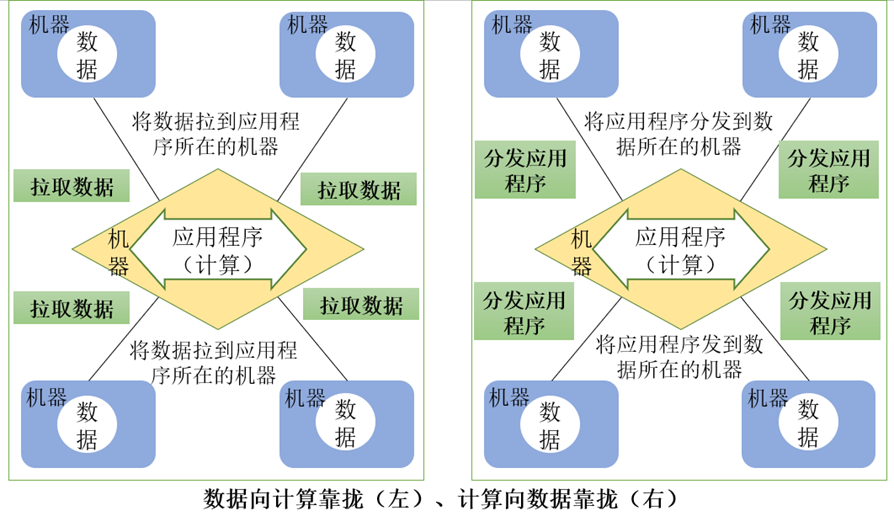 机器
数
据
机器
数
据
将数据拉到应用程
序所在的机器
拉取数据
拉取数据
机
器
应用程序
（计算）
拉取数据
拉取数据
将数据拉到应用程
序所在的机器
机器
数
据
机器
数
据
机器
数
据
机器
数
据
将应用程序分发到数
据所在的机器
分发应用
程序
分发应用
程序
机
器
应用程序
（计算）
分发应用
程序
分发应用
程序
将应用程序发到数
据所在的机器
机器
数
据
机器
数
据
数据向计算靠拢（左）、计算向数据靠拢（右）